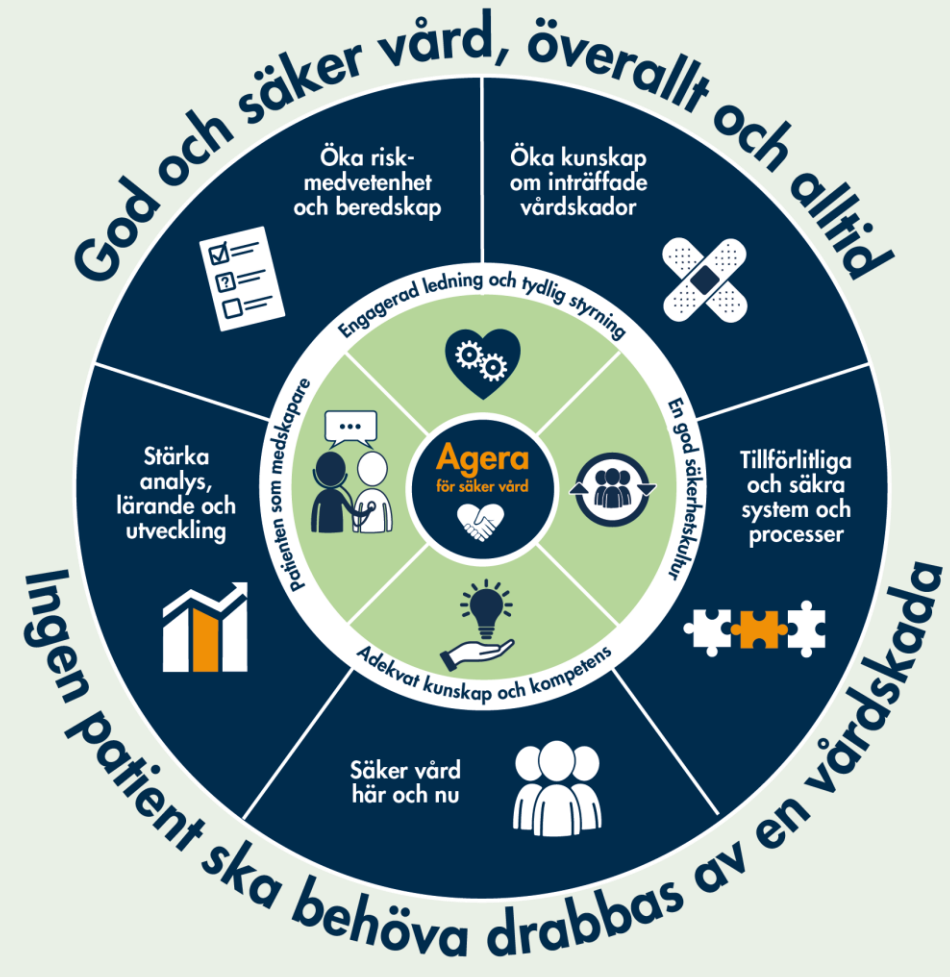 God och säker vård, överallt och alltid
Öka risk-
medvetenhet
och beredskap
Öka kunskap
om inträffade
vårdskador
Engagerad ledning och tydlig styrning
Patienten som medskapare
En god säkerhetskultur
Agera
för säker vård
Stärka
analys,
lärande och
utveckling
Tillförlitliga
och säkra
system och
processer
Adekvat kunskap och kompetens
Säker vård
här och nu
Ingen patient ska behöva drabbas av en vårdskada